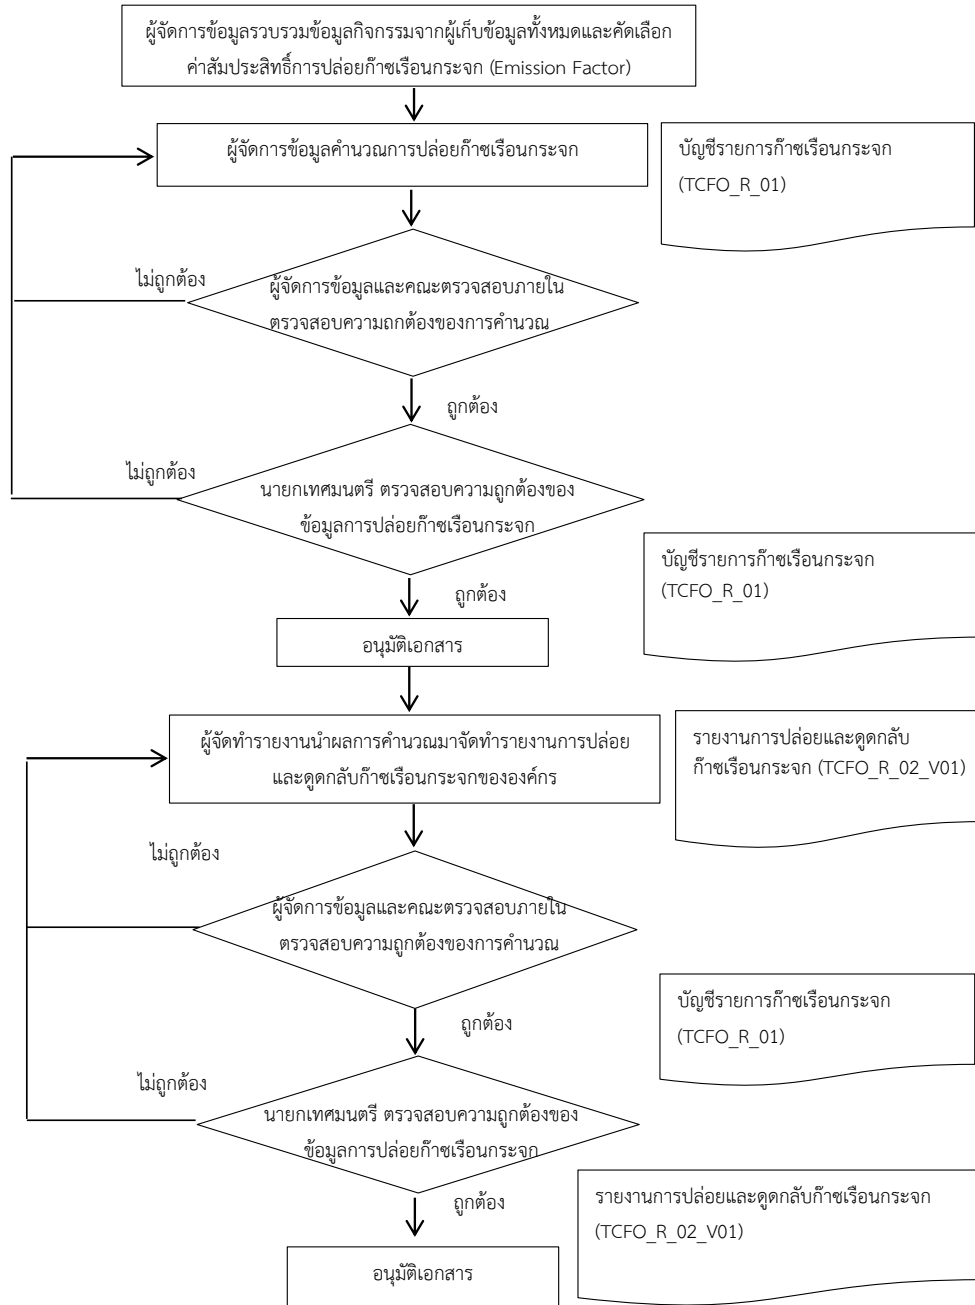 ผู้จัดการข้อมูลรวบรวมข้อมูลกิจกรรมจากผู้เก็บข้อมูลทั้งหมดและคัดเลือก
ค่าสัมประสิทธิ์การปล่อยก๊าซเรือนกระจก (Emission Factor)
ผู้จัดการข้อมูลคำนวณการปล่อยก๊าซเรือนกระจก
บัญชีรายการก๊าซเรือนกระจก
(TCFO_R_01)
ไม่ถูกต้อง
ผู้จัดการข้อมูลและคณะตรวจสอบภายใน
ตรวจสอบความถกต้องของการคำนวณ
ถูกต้อง
ไม่ถูกต้อง
นายกเทศมนตรี ตรวจสอบความถูกต้องของ
ข้อมูลการปล่อยก๊าซเรือนกระจก
บัญชีรายการก๊าซเรือนกระจก
(TCFO_R_01)
ถูกต้อง
อนุมัติเอกสาร
ผู้จัดทำรายงานนำผลการคำนวณมาจัดทำรายงานการปล่อย
และดูดกลับก๊าซเรือนกระจกขององค์กร
รายงานการปล่อยและดูดกลับ
ก๊าซเรือนกระจก (TCFO_R_02_V01)
ไม่ถูกต้อง
ผู้จัดการข้อมูลและคณะตรวจสอบภายใน
ตรวจสอบความถูกต้องของการคำนวณ
บัญชีรายการก๊าซเรือนกระจก
(TCFO_R_01)
ถูกต้อง
ไม่ถูกต้อง
นายกเทศมนตรี ตรวจสอบความถูกต้องของ
ข้อมูลการปล่อยก๊าซเรือนกระจก
ถูกต้อง
รายงานการปล่อยและดูดกลับก๊าซเรือนกระจก
(TCFO_R_02_V01)
อนุมัติเอกสาร